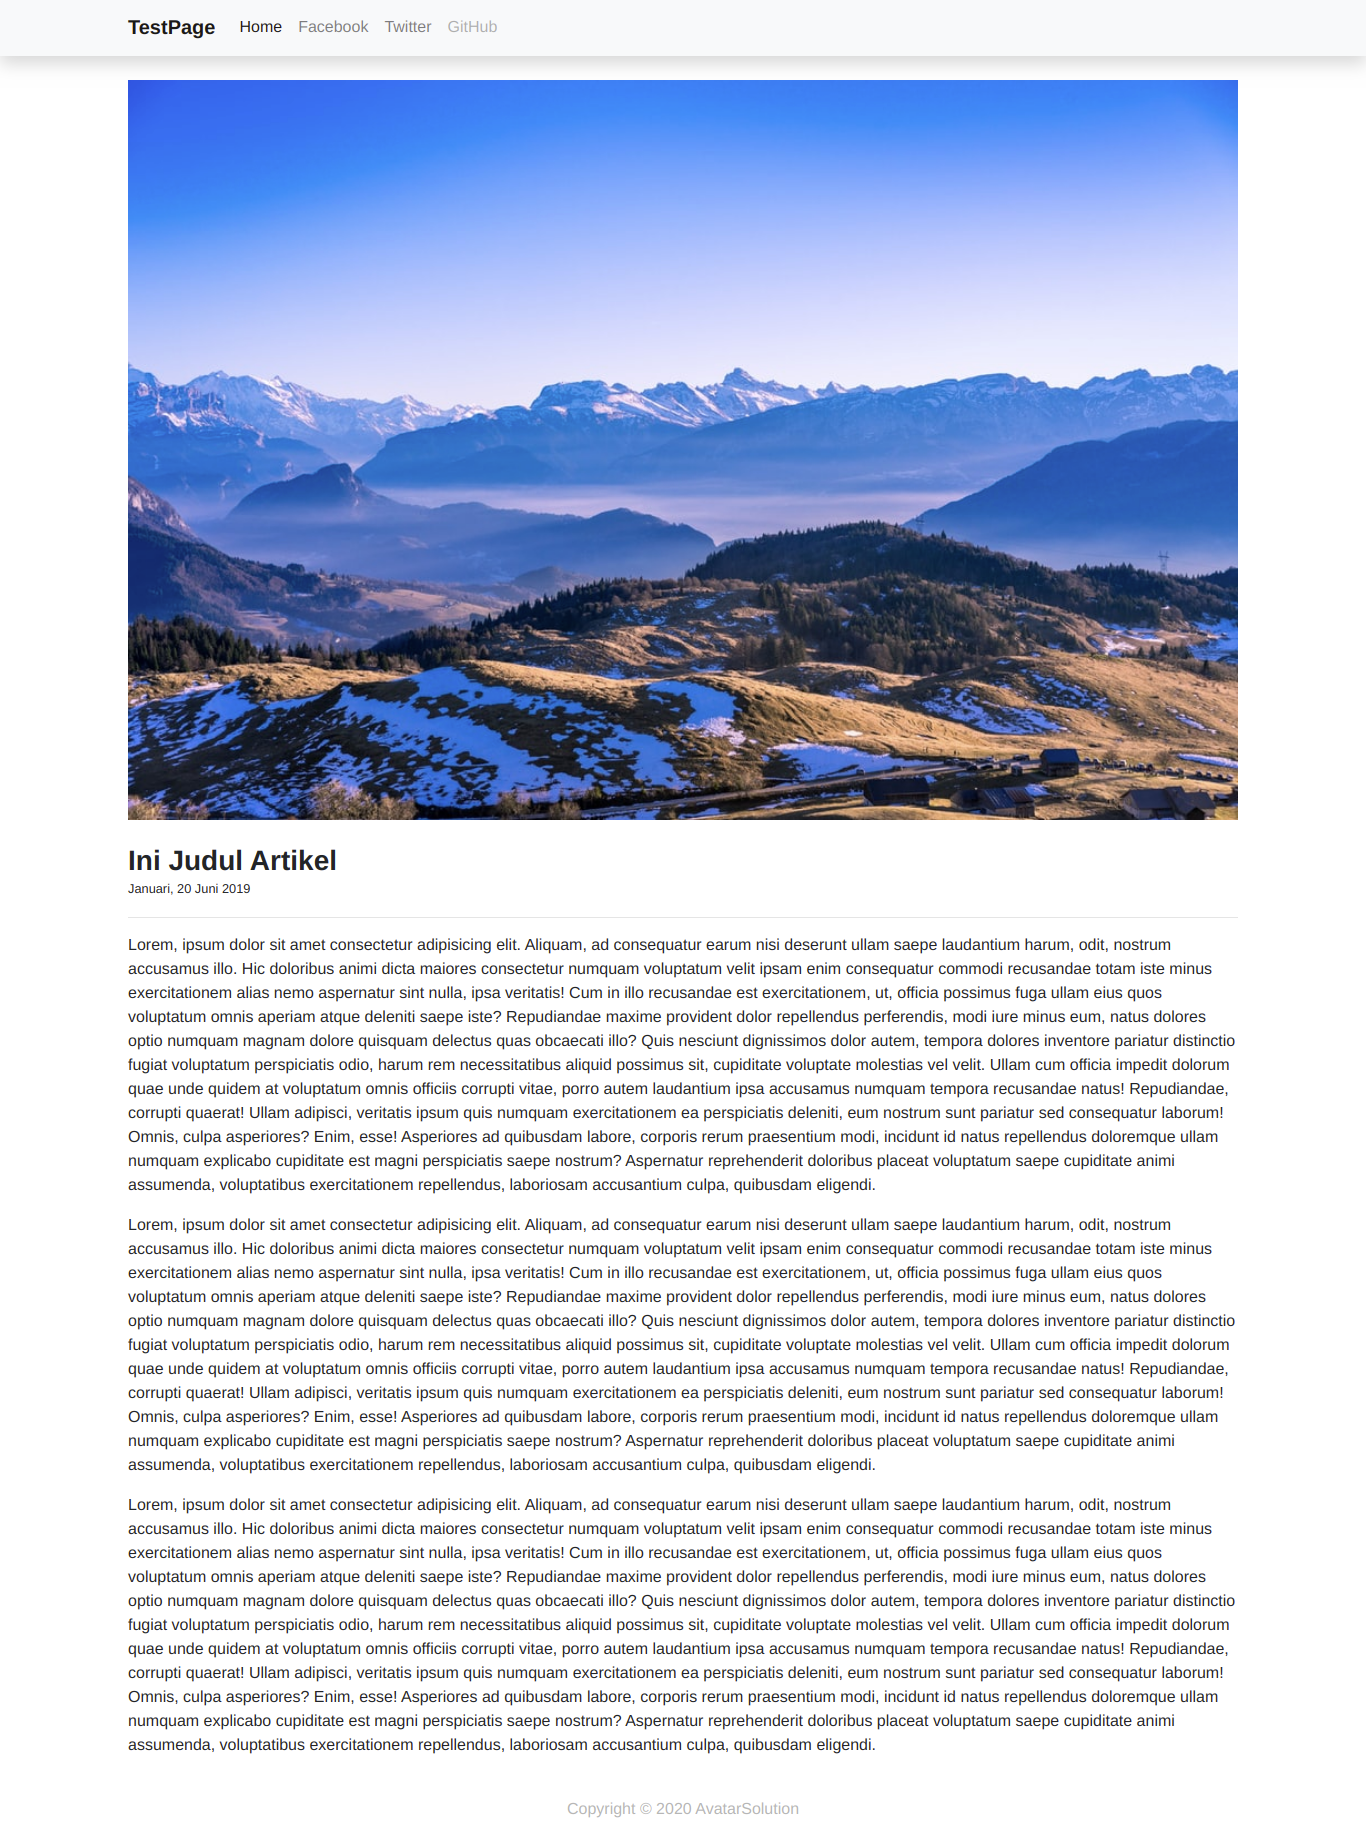 TestPage Home Facebook Twitter GitHub
Ini Judul Artikel
Januari, 20 Juni 2019
Lorem, ipsum dolor sit amet consectetur adipisicing elit. Aliquam, ad consequatur earum nisi deserunt ullam saepe laudantium harum, odit, nostrum
accusamus illo. Hic doloribus animi dicta maiores consectetur numquam voluptatum velit ipsam enim consequatur commodi recusandae totam iste minus
exercitationem alias nemo aspernatur sint nulla, ipsa veritatis! Cum in illo recusandae est exercitationem, ut, officia possimus fuga ullam eius quos
voluptatum omnis aperiam atque deleniti saepe iste? Repudiandae maxime provident dolor repellendus perferendis, modi iure minus eum, natus dolores
optio numquam magnam dolore quisquam delectus quas obcaecati illo? Quis nesciunt dignissimos dolor autem, tempora dolores inventore pariatur distinctio
fugiat voluptatum perspiciatis odio, harum rem necessitatibus aliquid possimus sit, cupiditate voluptate molestias vel velit. Ullam cum officia impedit dolorum
quae unde quidem at voluptatum omnis officiis corrupti vitae, porro autem laudantium ipsa accusamus numquam tempora recusandae natus! Repudiandae,
corrupti quaerat! Ullam adipisci, veritatis ipsum quis numquam exercitationem ea perspiciatis deleniti, eum nostrum sunt pariatur sed consequatur laborum!
Omnis, culpa asperiores? Enim, esse! Asperiores ad quibusdam labore, corporis rerum praesentium modi, incidunt id natus repellendus doloremque ullam
numquam explicabo cupiditate est magni perspiciatis saepe nostrum? Aspernatur reprehenderit doloribus placeat voluptatum saepe cupiditate animi
assumenda, voluptatibus exercitationem repellendus, laboriosam accusantium culpa, quibusdam eligendi.
Lorem, ipsum dolor sit amet consectetur adipisicing elit. Aliquam, ad consequatur earum nisi deserunt ullam saepe laudantium harum, odit, nostrum
accusamus illo. Hic doloribus animi dicta maiores consectetur numquam voluptatum velit ipsam enim consequatur commodi recusandae totam iste minus
exercitationem alias nemo aspernatur sint nulla, ipsa veritatis! Cum in illo recusandae est exercitationem, ut, officia possimus fuga ullam eius quos
voluptatum omnis aperiam atque deleniti saepe iste? Repudiandae maxime provident dolor repellendus perferendis, modi iure minus eum, natus dolores
optio numquam magnam dolore quisquam delectus quas obcaecati illo? Quis nesciunt dignissimos dolor autem, tempora dolores inventore pariatur distinctio
fugiat voluptatum perspiciatis odio, harum rem necessitatibus aliquid possimus sit, cupiditate voluptate molestias vel velit. Ullam cum officia impedit dolorum
quae unde quidem at voluptatum omnis officiis corrupti vitae, porro autem laudantium ipsa accusamus numquam tempora recusandae natus! Repudiandae,
corrupti quaerat! Ullam adipisci, veritatis ipsum quis numquam exercitationem ea perspiciatis deleniti, eum nostrum sunt pariatur sed consequatur laborum!
Omnis, culpa asperiores? Enim, esse! Asperiores ad quibusdam labore, corporis rerum praesentium modi, incidunt id natus repellendus doloremque ullam
numquam explicabo cupiditate est magni perspiciatis saepe nostrum? Aspernatur reprehenderit doloribus placeat voluptatum saepe cupiditate animi
assumenda, voluptatibus exercitationem repellendus, laboriosam accusantium culpa, quibusdam eligendi.
Lorem, ipsum dolor sit amet consectetur adipisicing elit. Aliquam, ad consequatur earum nisi deserunt ullam saepe laudantium harum, odit, nostrum
accusamus illo. Hic doloribus animi dicta maiores consectetur numquam voluptatum velit ipsam enim consequatur commodi recusandae totam iste minus
exercitationem alias nemo aspernatur sint nulla, ipsa veritatis! Cum in illo recusandae est exercitationem, ut, officia possimus fuga ullam eius quos
voluptatum omnis aperiam atque deleniti saepe iste? Repudiandae maxime provident dolor repellendus perferendis, modi iure minus eum, natus dolores
optio numquam magnam dolore quisquam delectus quas obcaecati illo? Quis nesciunt dignissimos dolor autem, tempora dolores inventore pariatur distinctio
fugiat voluptatum perspiciatis odio, harum rem necessitatibus aliquid possimus sit, cupiditate voluptate molestias vel velit. Ullam cum officia impedit dolorum
quae unde quidem at voluptatum omnis officiis corrupti vitae, porro autem laudantium ipsa accusamus numquam tempora recusandae natus! Repudiandae,
corrupti quaerat! Ullam adipisci, veritatis ipsum quis numquam exercitationem ea perspiciatis deleniti, eum nostrum sunt pariatur sed consequatur laborum!
Omnis, culpa asperiores? Enim, esse! Asperiores ad quibusdam labore, corporis rerum praesentium modi, incidunt id natus repellendus doloremque ullam
numquam explicabo cupiditate est magni perspiciatis saepe nostrum? Aspernatur reprehenderit doloribus placeat voluptatum saepe cupiditate animi
assumenda, voluptatibus exercitationem repellendus, laboriosam accusantium culpa, quibusdam eligendi.
Copyright © 2020 AvatarSolution